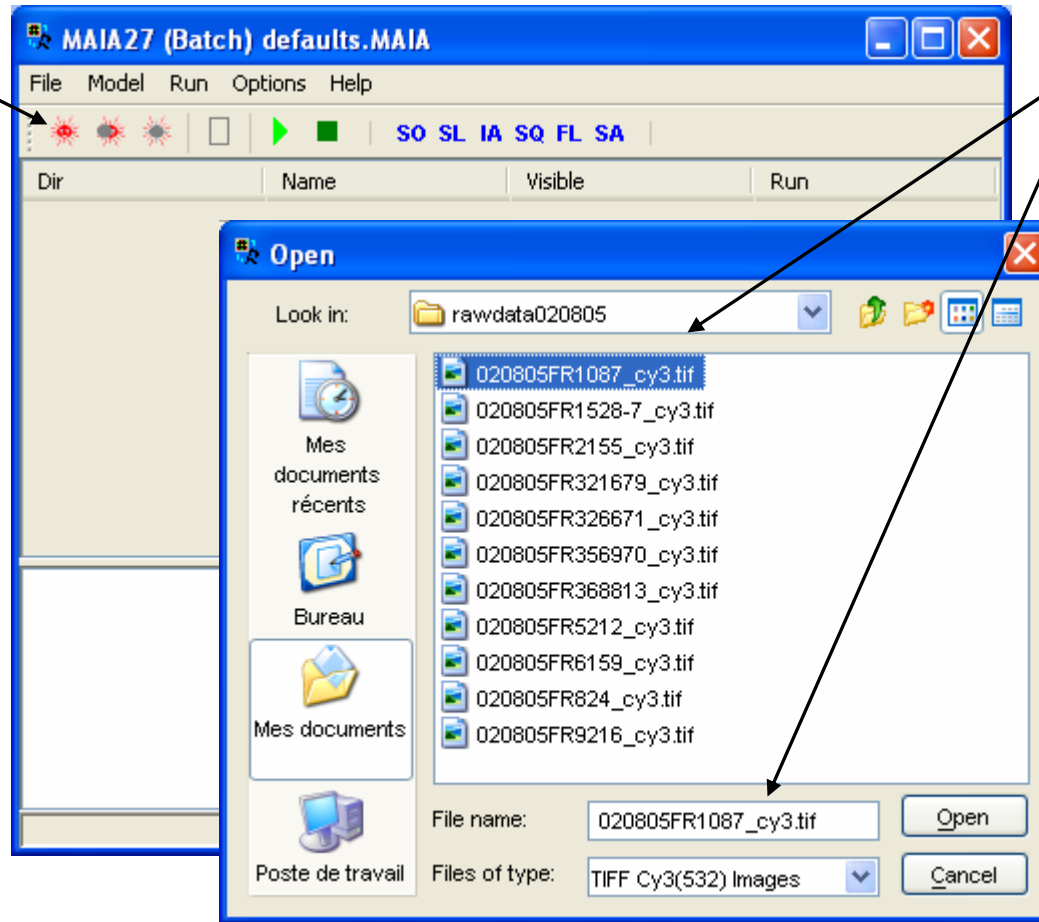 MAIA27 (Batch) defaults.MAIA
File Model Run Options Help
SO SL IA SQ FL SA
Dir Name Visible Run
Open
Look in: rawdata020805
Mes documents récents
Bureau
Mes documents
Poste de travail
020805FR1087_cy3.tif
020805FR1528-7_cy3.tif
020805FR2155_cy3.tif
020805FR321679_cy3.tif
020805FR326671_cy3.tif
020805FR356970_cy3.tif
020805FR368813_cy3.tif
020805FR5212_cy3.tif
020805FR6159_cy3.tif
020805FR824_cy3.tif
020805FR9216_cy3.tif
File name: 020805FR1087_cy3.tif Open
Files of type: TIFF Cy3(532) Images Cancel